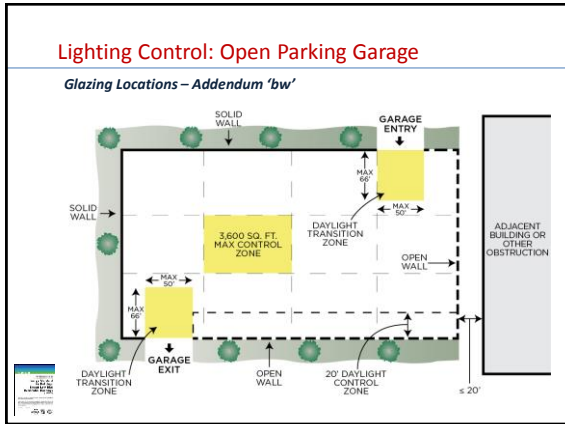 Lighting Control: Open Parking Garage
Glazing Locations – Addendum ‘bw’
SOLID
WALL
GARAGE
ENTRY
MAX
66'
MAX
50'
SOLID
WALL
3,600 SQ. FT.
MAX CONTROL
ZONE
DAYLIGHT
TRANSITION
ZONE
ADJACENT
BUILDING OR
OTHER
OBSTRUCTION
OPEN
WALL
MAX
50'
MAX
66'
DAYLIGHT
TRANSITION
ZONE
GARAGE
EXIT
OPEN
WALL
20' DAYLIGHT
CONTROL
ZONE
≤ 20'